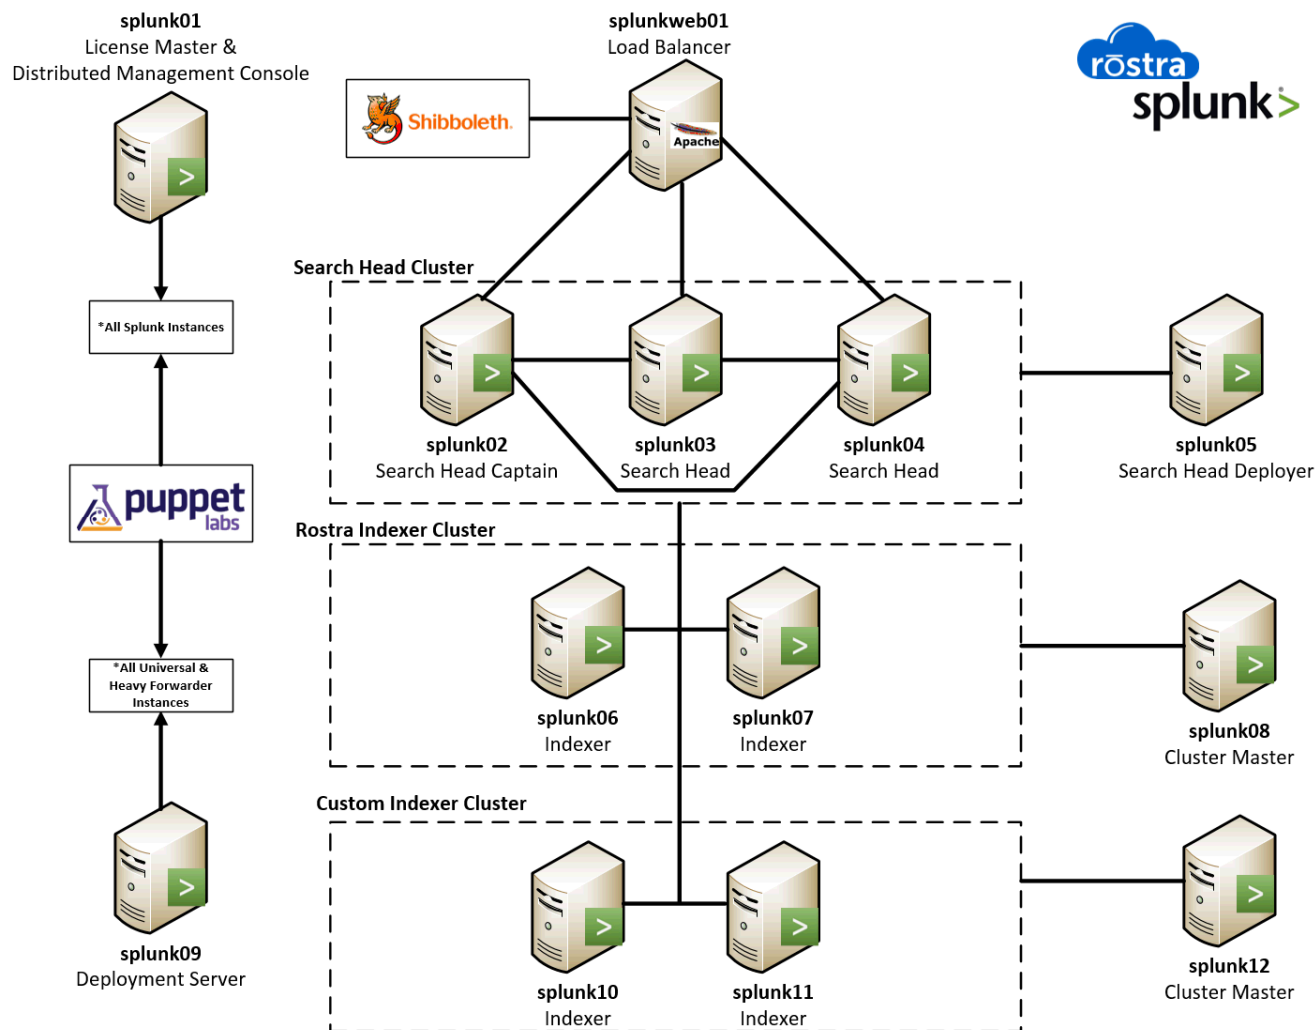 splunk01
License Master &
Distributed Management Console
splunkweb01
Load Balancer
rōstra
splunk>
Shibboleth.
Apache
>
*All Splunk Instances
puppet
labs
*All Universal &
Heavy Forwarder
Instances
>
splunk09
Deployment Server
Search Head Cluster
>
>
>
splunk02
Search Head Captain
splunk03
Search Head
splunk04
Search Head
>
splunk05
Search Head Deployer
Rostra Indexer Cluster
>
>
splunk06
Indexer
splunk07
Indexer
>
splunk08
Cluster Master
Custom Indexer Cluster
>
>
splunk10
Indexer
splunk11
Indexer
>
splunk12
Cluster Master